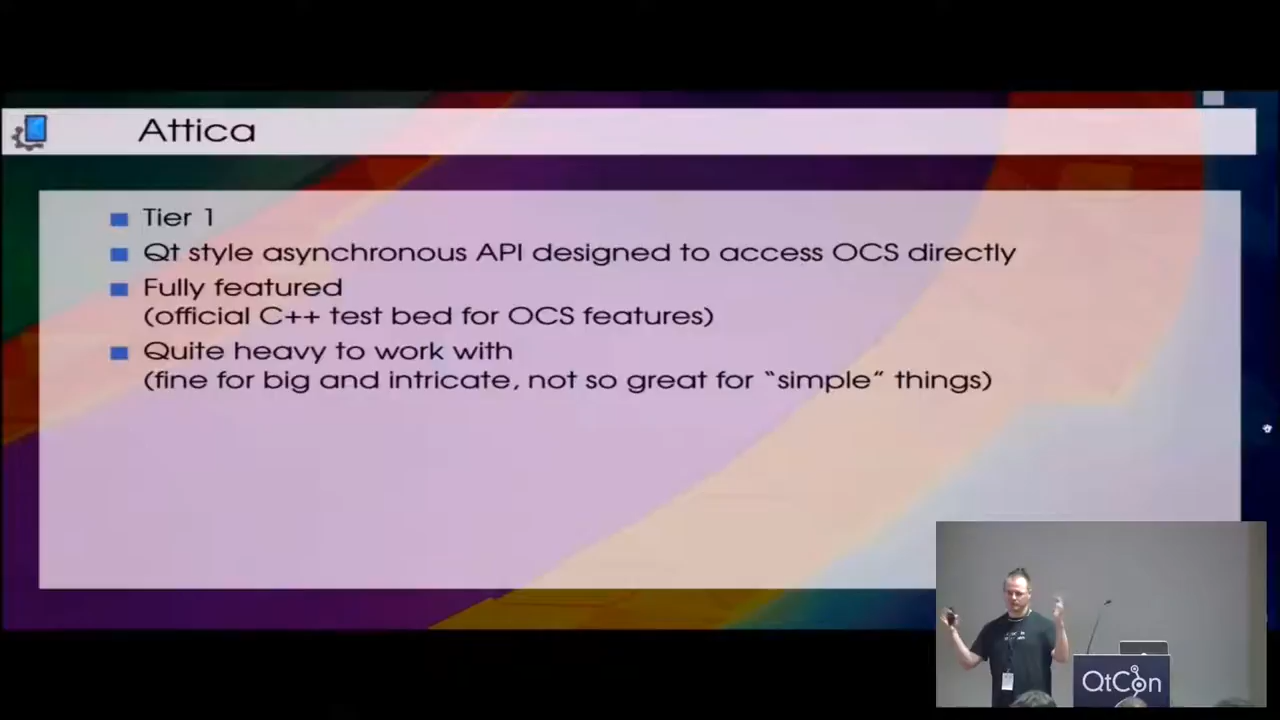 Attica
Tier 1
Qt style asynchronous API designed to access OCS directly
Fully featured
(official C++ test bed for OCS features)
Quite heavy to work with
(fine for big and intricate, not so great for “simple” things)
QtCon